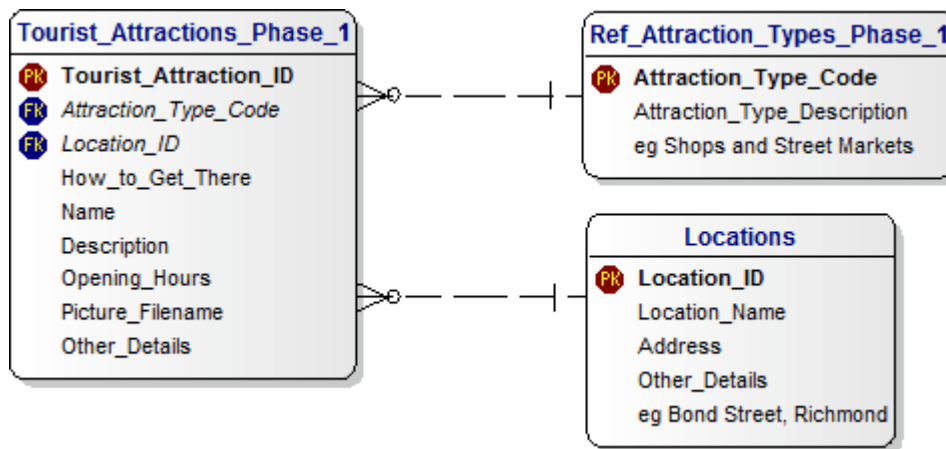 Tourist_Attractions_Phase_1
PK Tourist_Attraction_ID
FK Attraction_Type_Code
FK Location_ID
How_to_Get_There
Name
Description
Opening_Hours
Picture_Filename
Other_Details
Ref_Attraction_Types_Phase_1
PK Attraction_Type_Code
Attraction_Type_Description
eg Shops and Street Markets
Locations
PK Location_ID
Location_Name
Address
Other_Details
eg Bond Street, Richmond